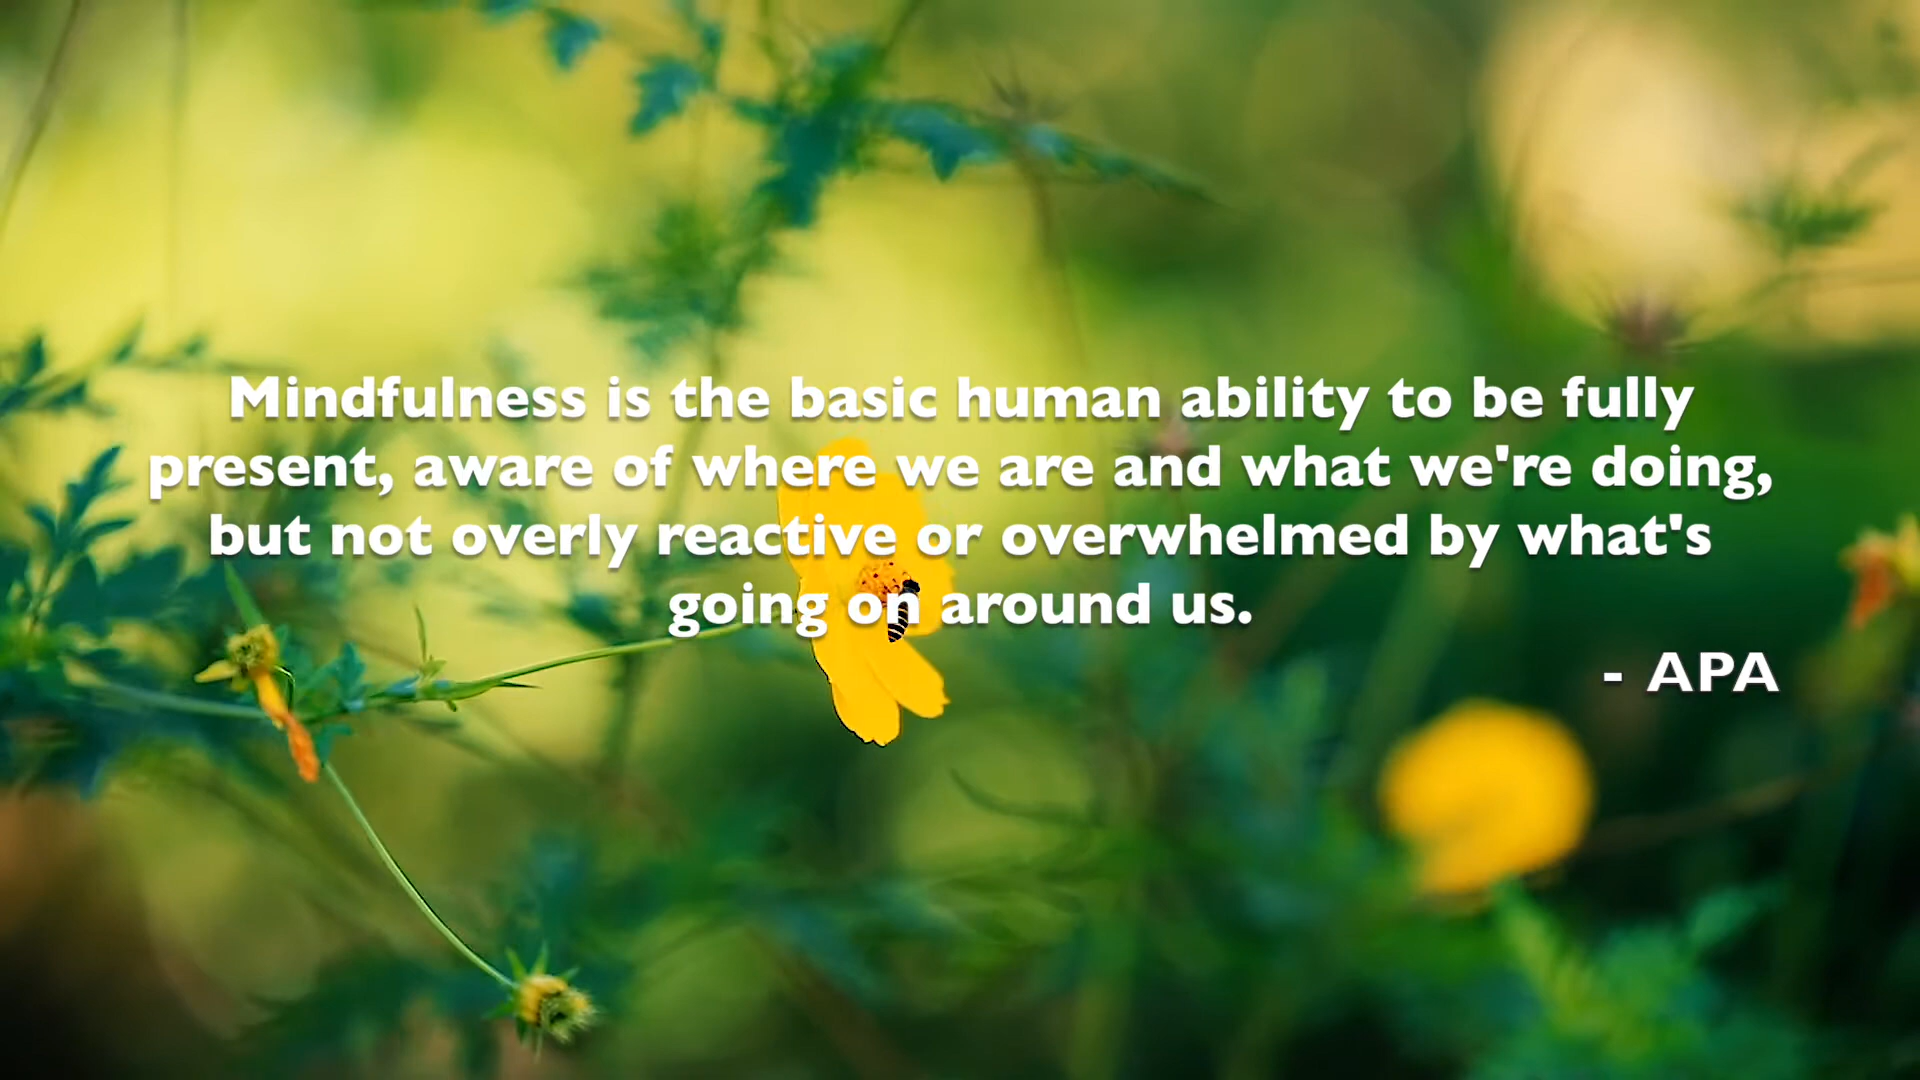 Mindfulness is the basic human ability to be fully
present, aware of where we are and what we're doing,
but not overly reactive or overwhelmed by what's
going on around us.
- APA